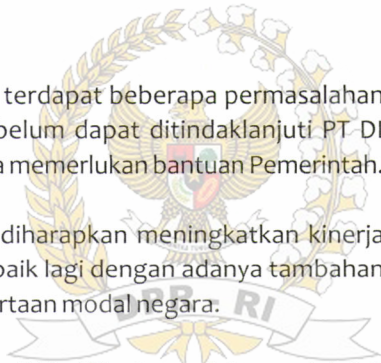 terdapat beberapa permasalahan
belum dapat ditindaklanjuti PT DI
a memerlukan bantuan Pemerintah.
diharapkan meningkatkan kinerja
baik lagi dengan adanya tambahan
ertaan modal negara.
DPR - RI